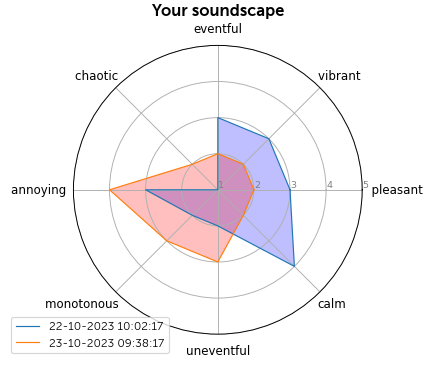 Your soundscape
eventful
chaotic
vibrant
annoying
1
2
3
4
5
pleasant
monotonous
calm
22-10-2023 10:02:17
23-10-2023 09:38:17
uneventful